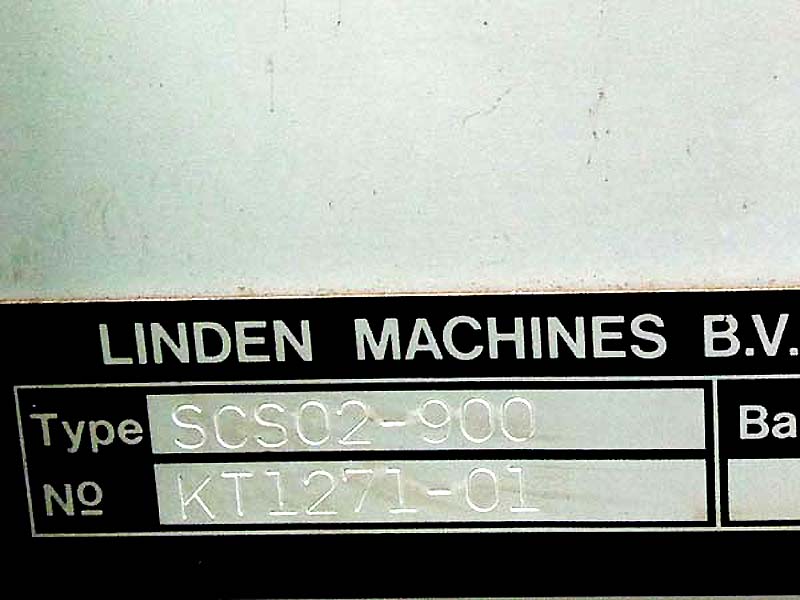 LINDEN MACHINES B.V.
Type SCS02-900 Ba
Nº KT1271-01